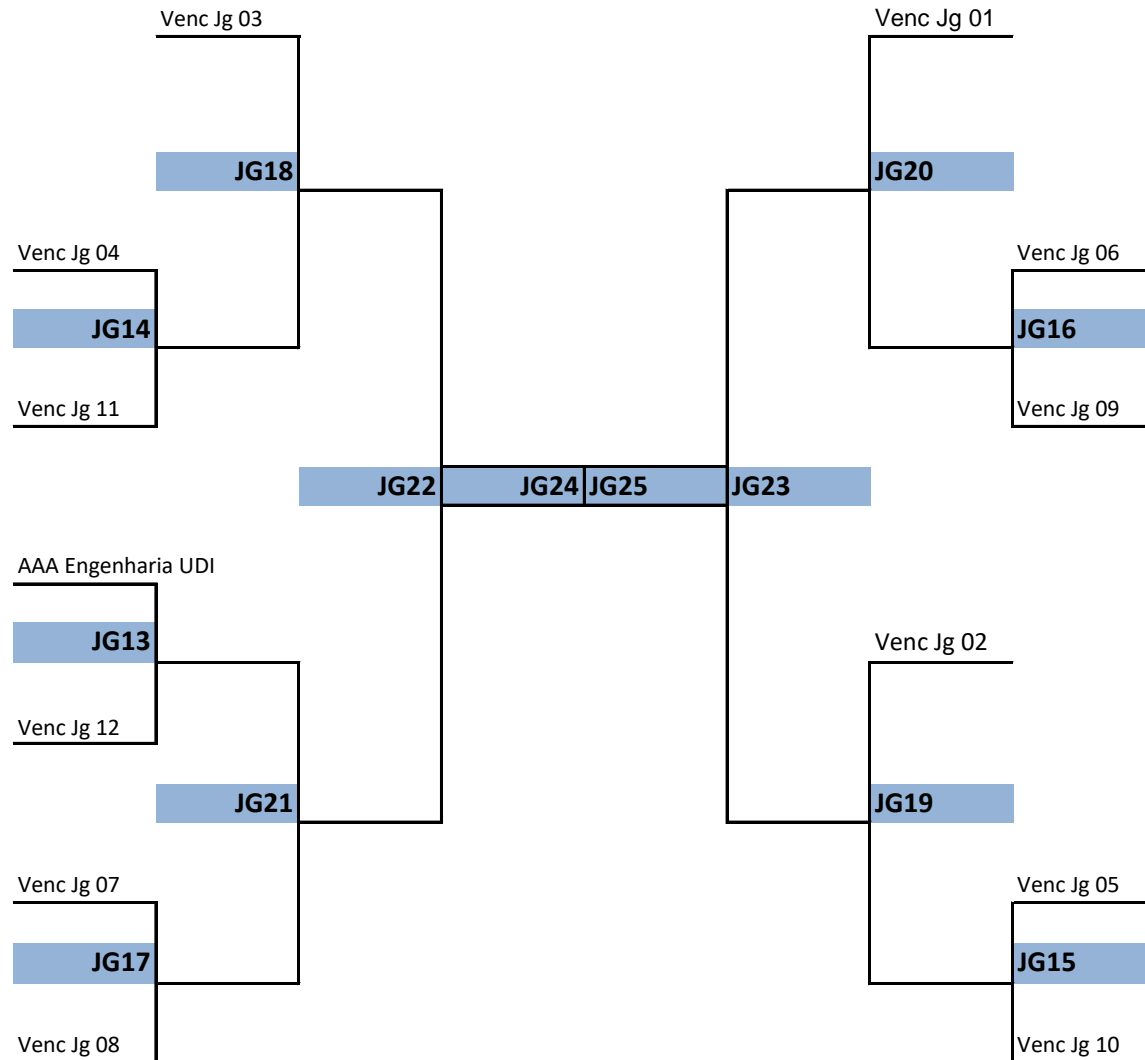 Venc Jg 03
Venc Jg 01
JG18
JG20
Venc Jg 04
Venc Jg 06
JG14
JG16
Venc Jg 11
Venc Jg 09
JG22
JG24
JG25
JG23
AAA Engenharia UDI
JG13
Venc Jg 02
Venc Jg 12
JG21
JG19
Venc Jg 07
Venc Jg 05
JG17
JG15
Venc Jg 08
Venc Jg 10